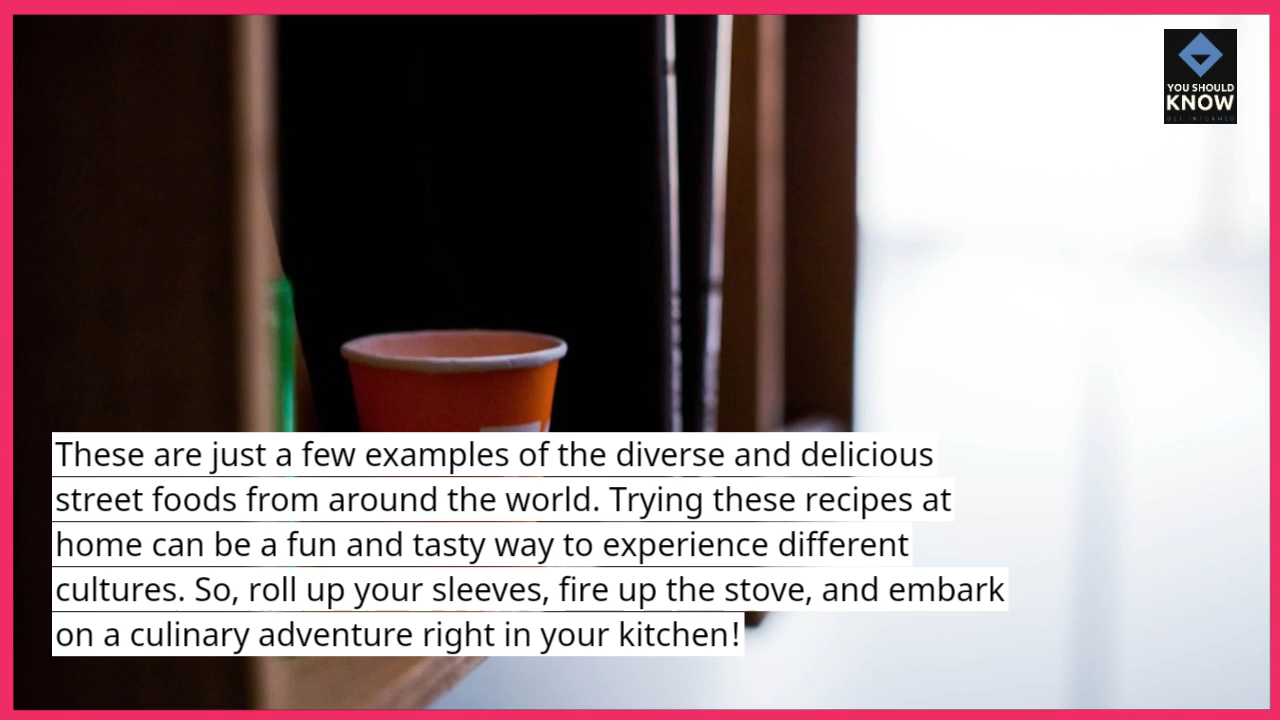 YOU SHOULD
KNOW
GET INFORMED
These are just a few examples of the diverse and delicious
street foods from around the world. Trying these recipes at
home can be a fun and tasty way to experience different
cultures. So, roll up your sleeves, fire up the stove, and embark
on a culinary adventure right in your kitchen!